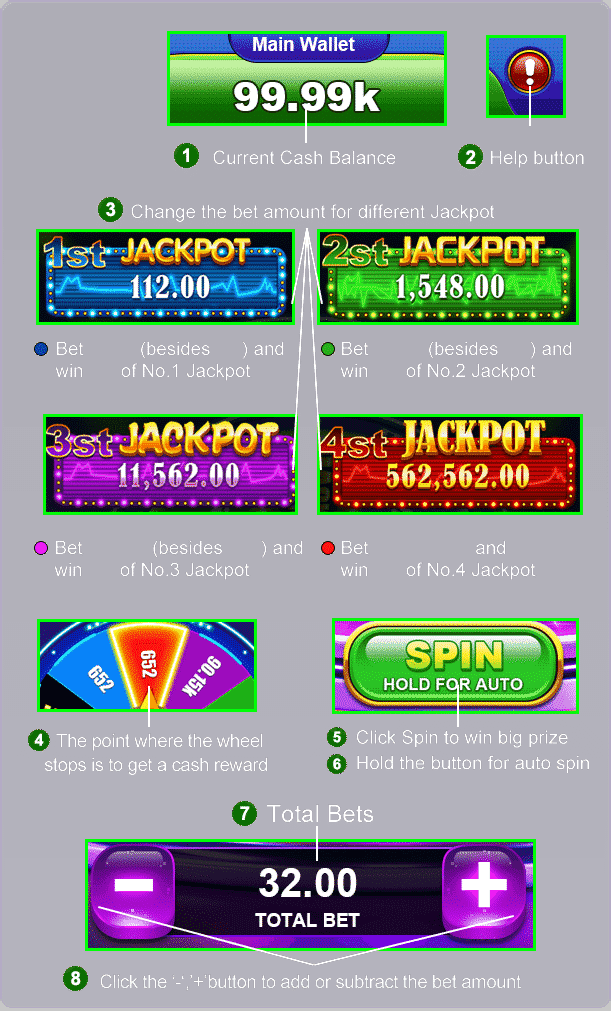 Main Wallet
99.99k
1 Current Cash Balance
2 Help button
3 Change the bet amount for different Jackpot
1st JACKPOT
112.00
2st JACKPOT
1,548.00
Bet (besides ) and
win of No.1 Jackpot
Bet (besides ) and
win of No.2 Jackpot
3st JACKPOT
11,562.00
4st JACKPOT
562,562.00
Bet (besides ) and
win of No.3 Jackpot
Bet and
win of No.4 Jackpot
652
652
90.15k
SPIN
HOLD FOR AUTO
4 The point where the wheel
stops is to get a cash reward
5 Click Spin to win big prize
6 Hold the button for auto spin
7 Total Bets
32.00
TOTAL BET
8 Click the '-','+'button to add or subtract the bet amount